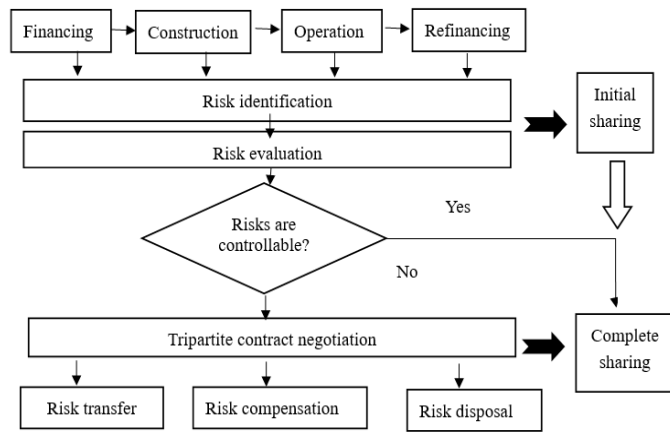 Financing
Construction
Operation
Refinancing
Risk identification
Initial
sharing
Risk evaluation
Risks are
controllable?
Yes
No
Tripartite contract negotiation
Complete
sharing
Risk transfer
Risk compensation
Risk disposal